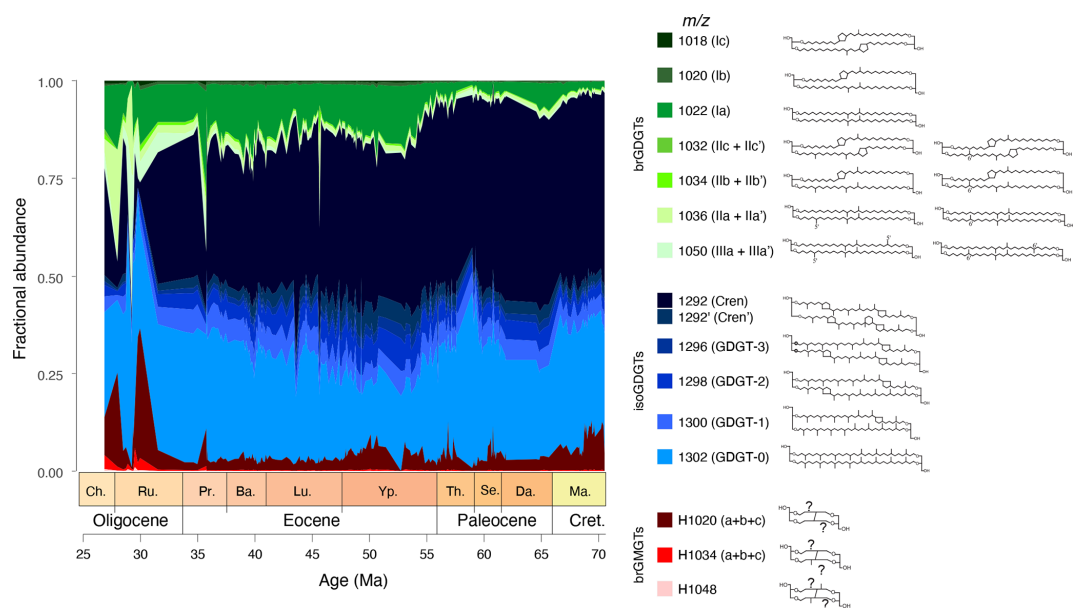 Fractional abundance
1.00
0.75
0.50
0.25
0.00
Ch.
Ru.
Pr.
Ba.
Lu.
Yp.
Th.
Se.
Da.
Ma.
Oligocene
Eocene
Paleocene
Cret.
25 30 35 40 45 50 55 60 65 70
Age (Ma)
m/z
brGDGTs
1018 (Ic)
1020 (Ib)
1022 (Ia)
1032 (IIc + IIc’)
1034 (IIb + IIb’)
1036 (IIa + IIa’)
1050 (IIIa + IIIa’)
isoGDGTs
1292 (Cren)
1292' (Cren’)
1296 (GDGT-3)
1298 (GDGT-2)
1300 (GDGT-1)
1302 (GDGT-0)
brGMGTs
H1020 (a+b+c)
H1034 (a+b+c)
H1048